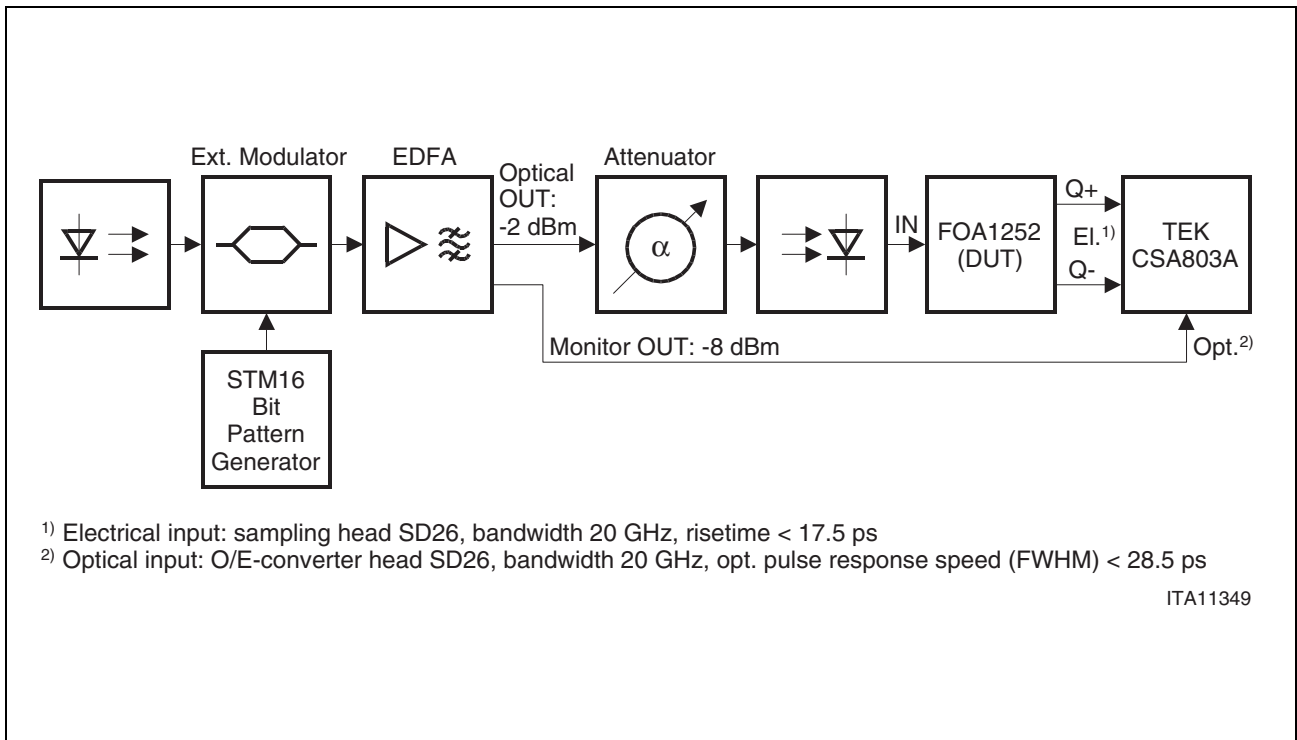 Ext. Modulator
EDFA
Optical
OUT:
-2 dBm
Attenuator
α
IN
FOA1252
(DUT)
Q+
El.1)
Q-
TEK
CSA803A
Monitor OUT: -8 dBm
Opt.2)
STM16
Bit
Pattern
Generator
1) Electrical input: sampling head SD26, bandwidth 20 GHz, risetime < 17.5 ps
2) Optical input: O/E-converter head SD26, bandwidth 20 GHz, opt. pulse response speed (FWHM) < 28.5 ps
ITA11349